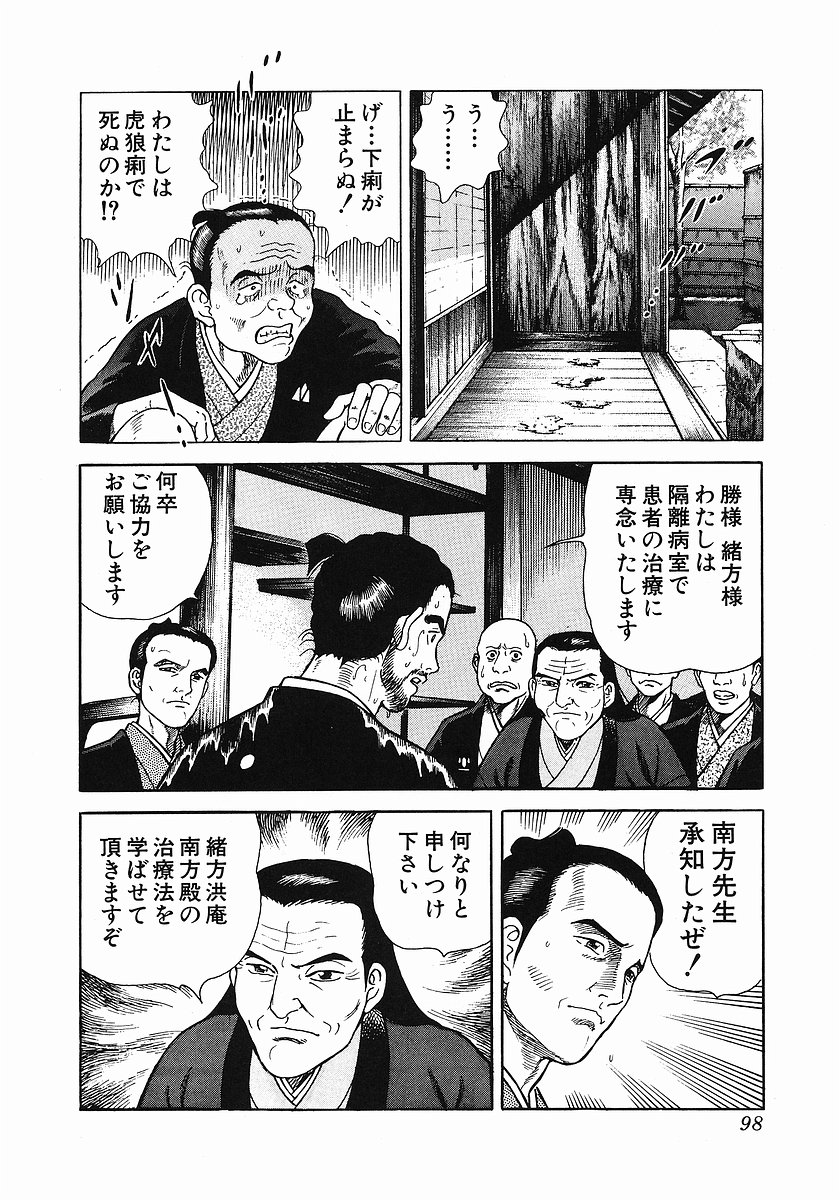 う…
う……
げ…下痢が
止まらぬ！
わたしは
虎狼痢で
死ぬのか!?
勝様 緒方様
わたしは
隔離病室で
患者の治療に
専念いたします
何卒
ご協力を
お願いします
南方先生
承知したぜ！
何なりと
申しつけ
下さい
緒方洪庵
南方殿の
治療法を
学ばせて
頂きますぞ
98